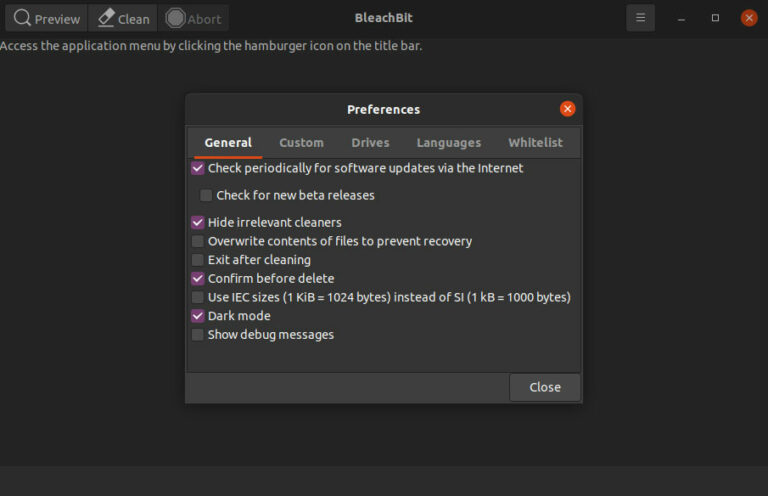 Preview Clean Abort BleachBit
Access the application menu by clicking the hamburger icon on the title bar.
Preferences
General Custom Drives Languages Whitelist
Check periodically for software updates via the Internet
Check for new beta releases
Hide irrelevant cleaners
Overwrite contents of files to prevent recovery
Exit after cleaning
Confirm before delete
Use IEC sizes (1 KiB = 1024 bytes) instead of SI (1 kB = 1000 bytes)
Dark mode
Show debug messages
Close